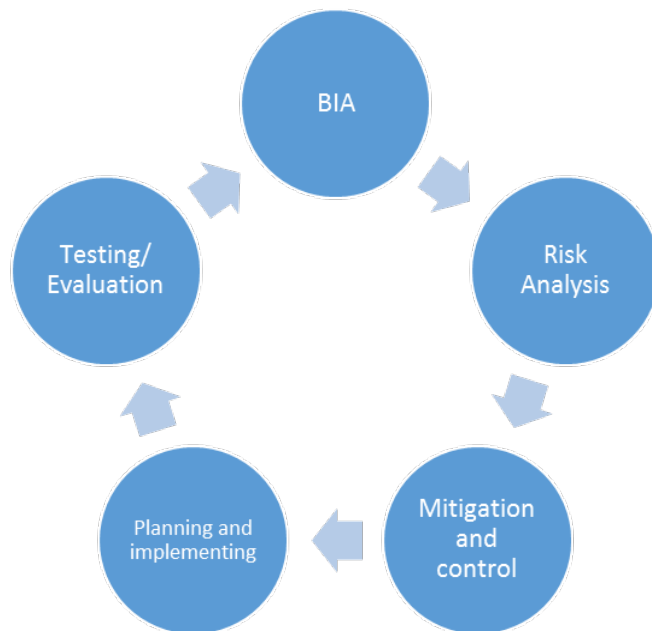 BIA
Risk
Analysis
Mitigation
and
control
Planning and
implementing
Testing/
Evaluation